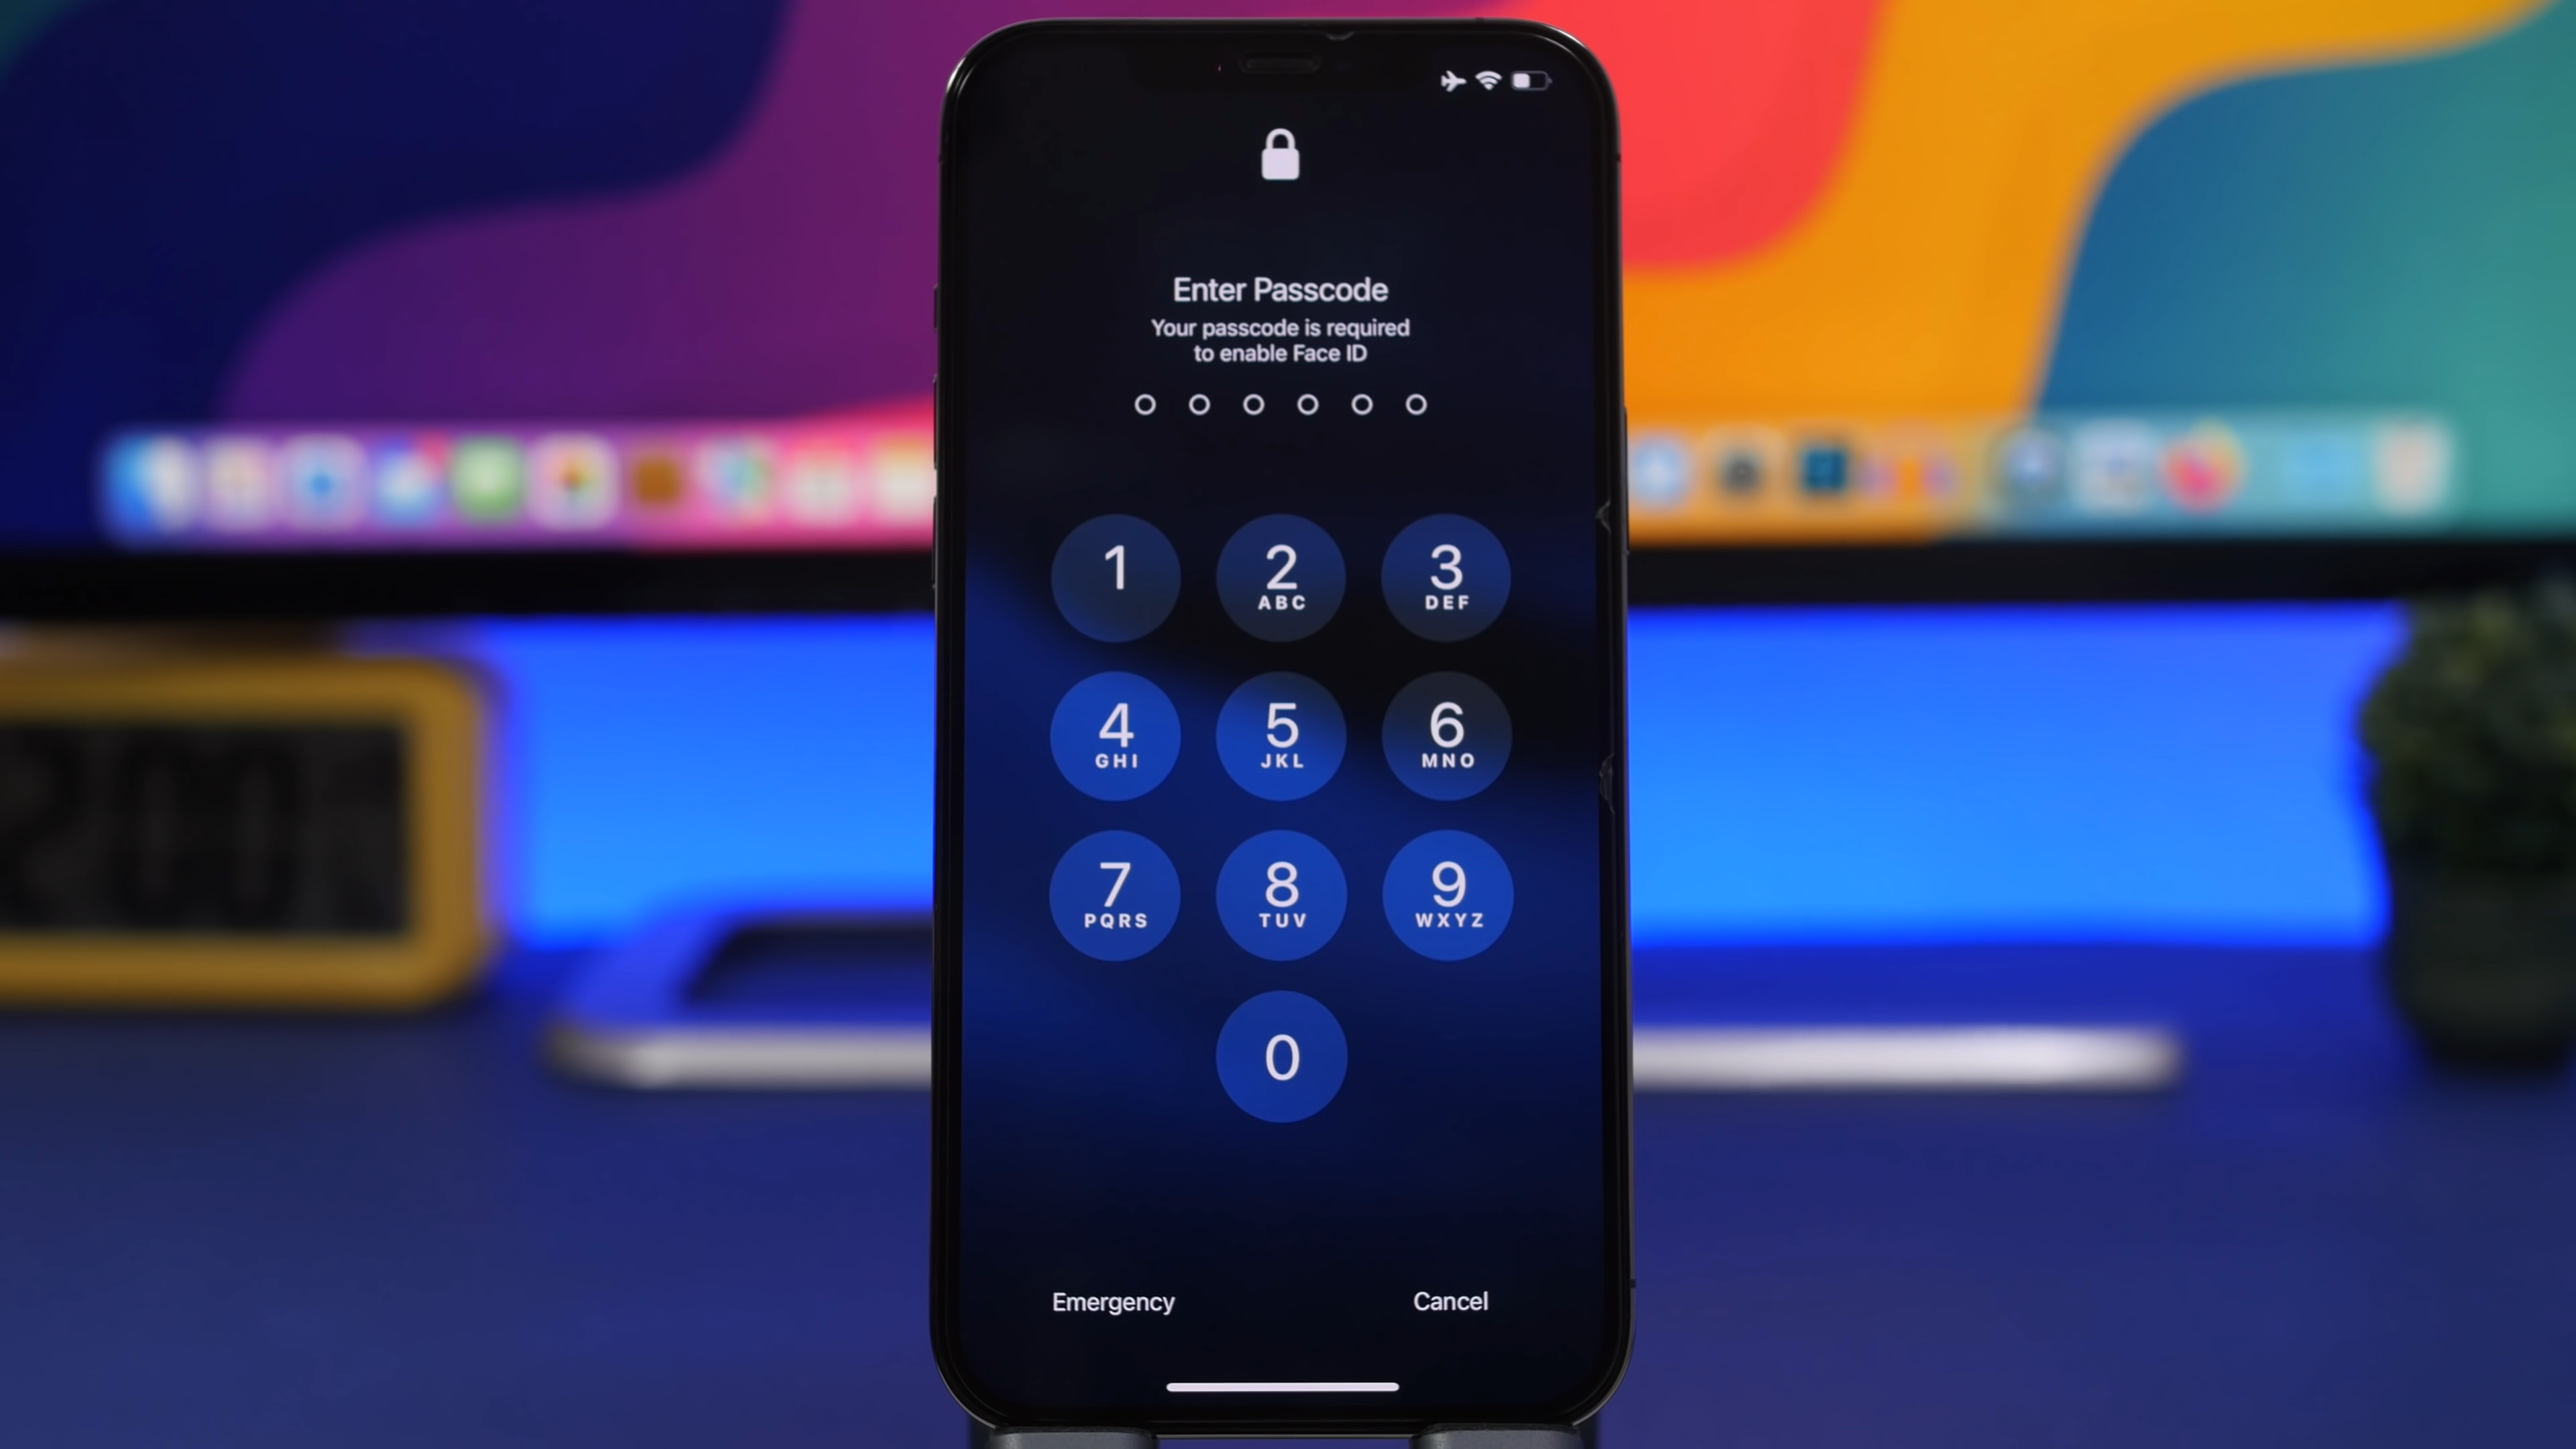 Enter Passcode
Your passcode is required
to enable Face ID
1 2 3
ABC DEF
4 5 6
GHI JKL MNO
7 8 9
PQRS TUV WXYZ
0
Emergency Cancel